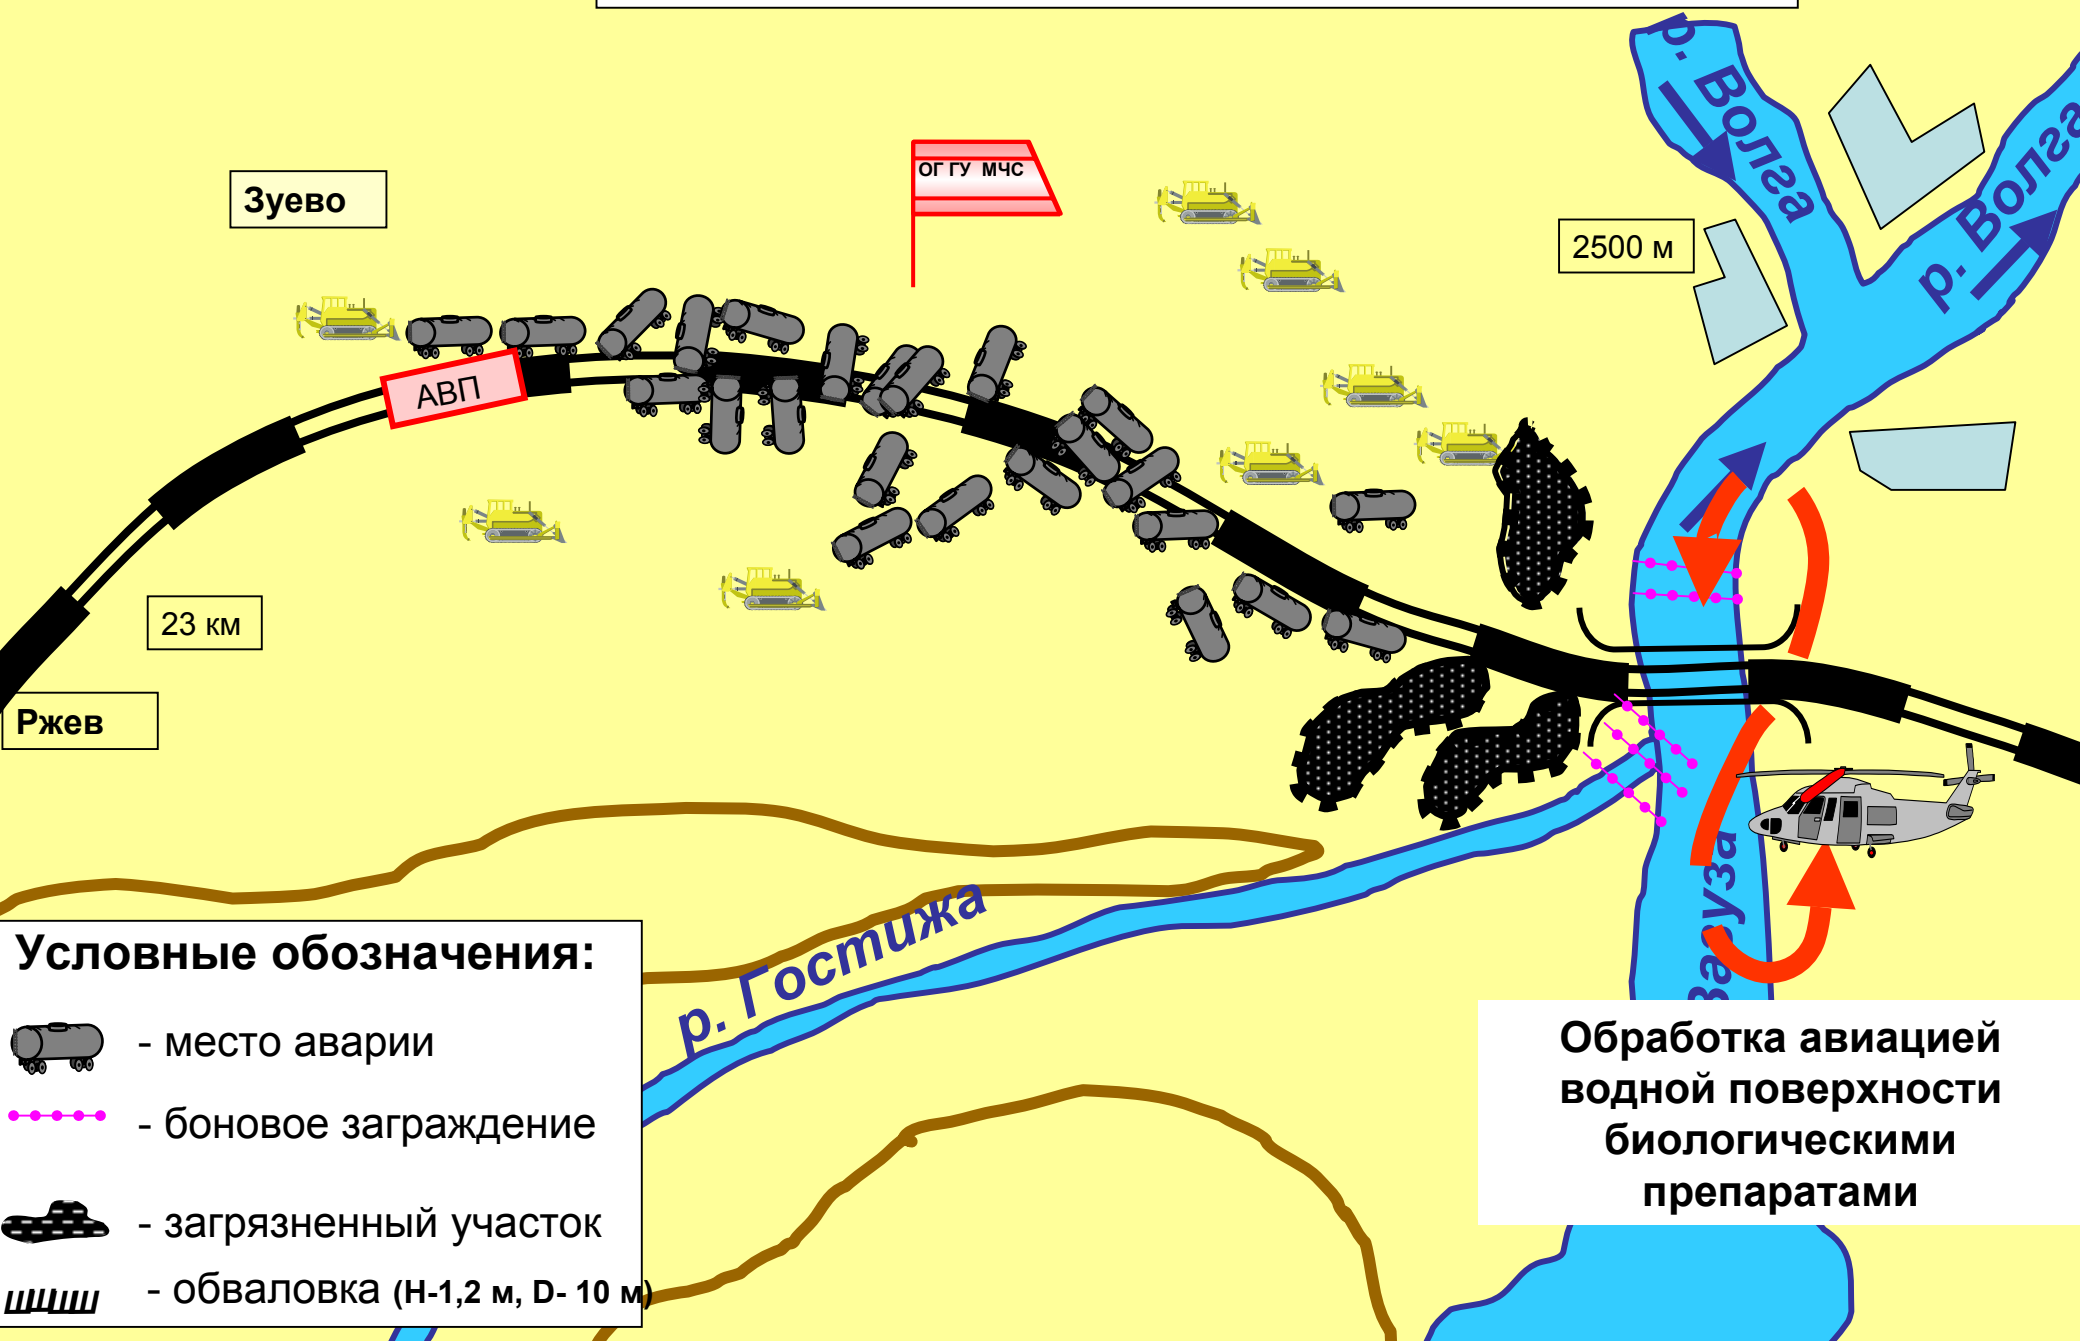 р. Волга
р. Волга
ОГ ГУ МЧС
Зуево
2500 м
АВП
23 км
Ржев
Вазуза
р. Гостижа
Условные обозначения:
- место аварии
- боновое заграждение
- загрязненный участок
- обваловка (Н-1,2 м, D- 10 м)
Обработка авиацией
водной поверхности
биологическими
препаратами